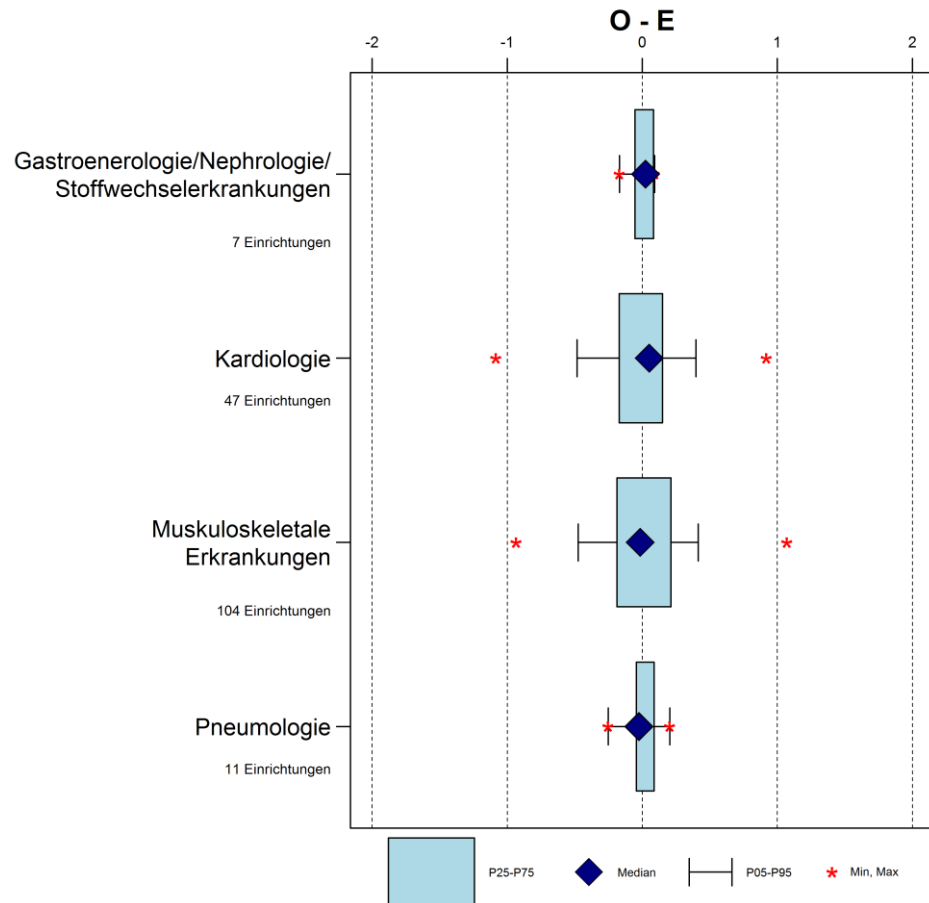 O - E
-2 -1 0 1 2
Gastroenerologie/Nephrologie/
Stoffwechselerkrankungen
7 Einrichtungen
Kardiologie
47 Einrichtungen
Muskuloskeletale
Erkrankungen
104 Einrichtungen
Pneumologie
11 Einrichtungen
P25-P75 Median P05-P95 Min, Max